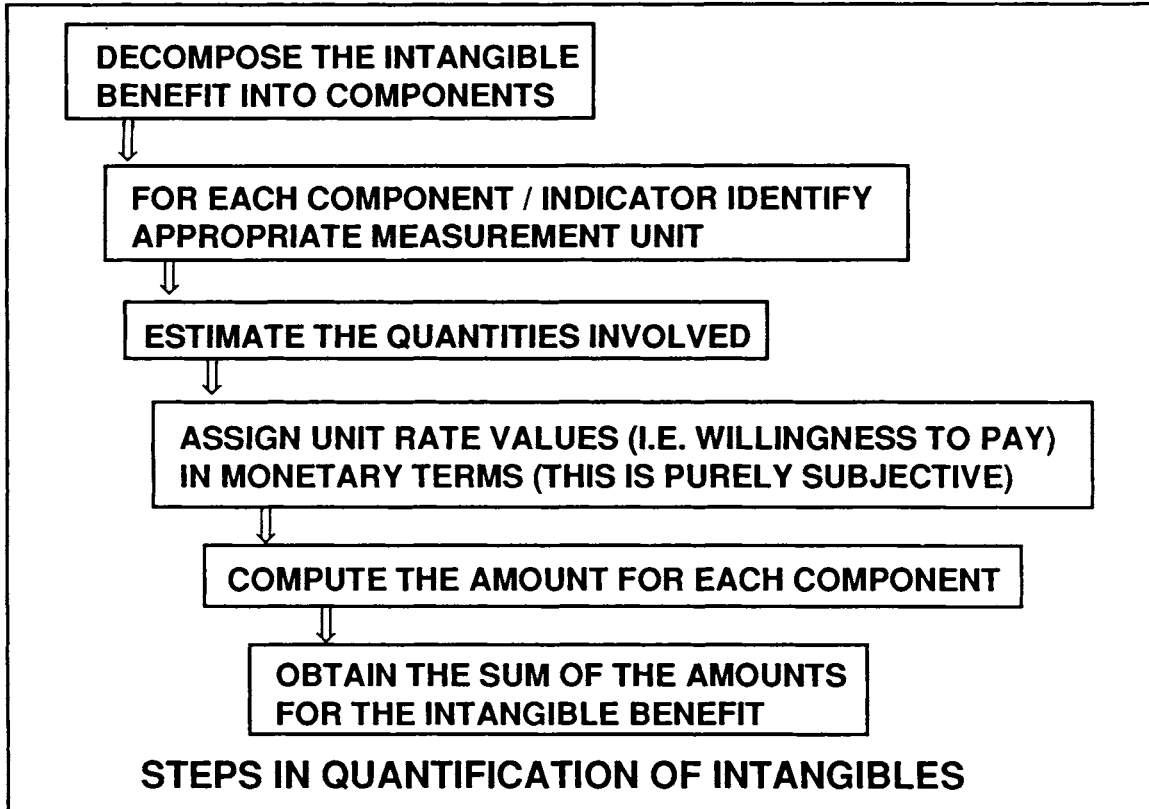 DECOMPOSE THE INTANGIBLE
BENEFIT INTO COMPONENTS
FOR EACH COMPONENT / INDICATOR IDENTIFY
APPROPRIATE MEASUREMENT UNIT
ESTIMATE THE QUANTITIES INVOLVED
ASSIGN UNIT RATE VALUES (I.E. WILLINGNESS TO PAY)
IN MONETARY TERMS (THIS IS PURELY SUBJECTIVE)
COMPUTE THE AMOUNT FOR EACH COMPONENT
OBTAIN THE SUM OF THE AMOUNTS
FOR THE INTANGIBLE BENEFIT
STEPS IN QUANTIFICATION OF INTANGIBLES